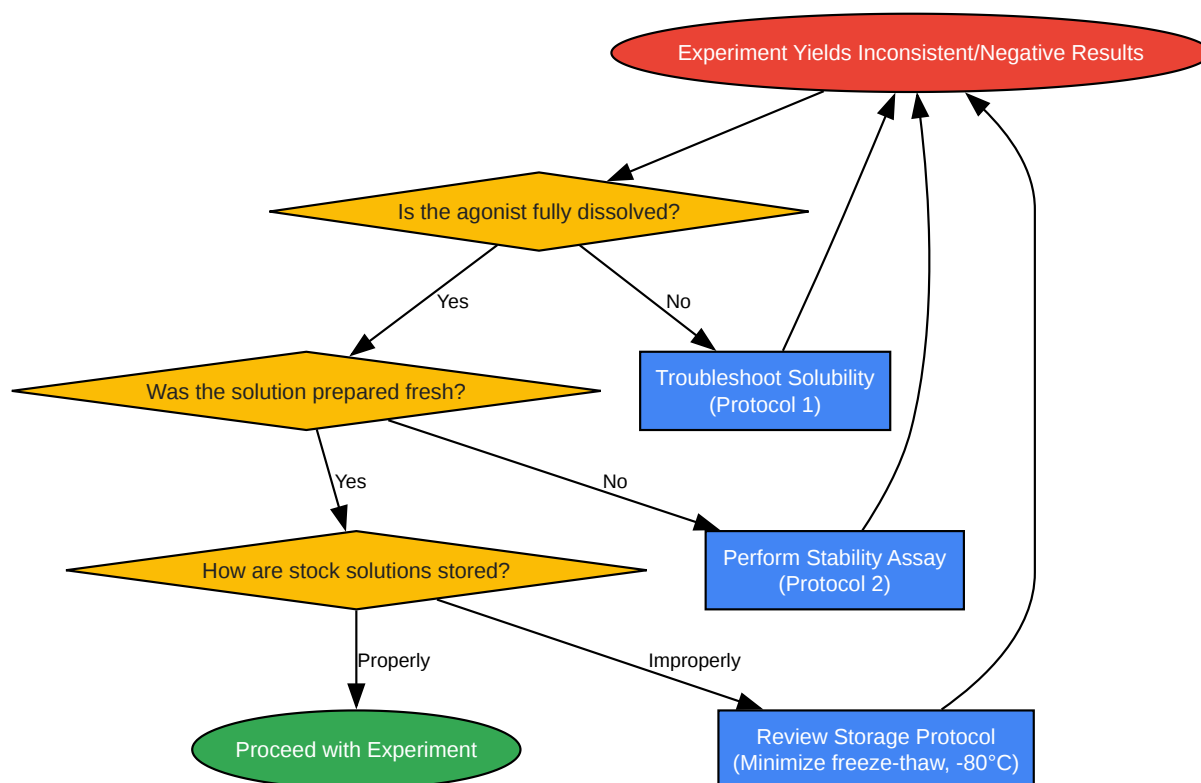 Experiment Yields Inconsistent/Negative Results
Is the agonist fully dissolved?
Yes
No
Was the solution prepared fresh?
Troubleshoot Solubility
(Protocol 1)
Yes
No
How are stock solutions stored?
Perform Stability Assay
(Protocol 2)
Properly
Improperly
Proceed with Experiment
Review Storage Protocol
(Minimize freeze-thaw, -80°C)